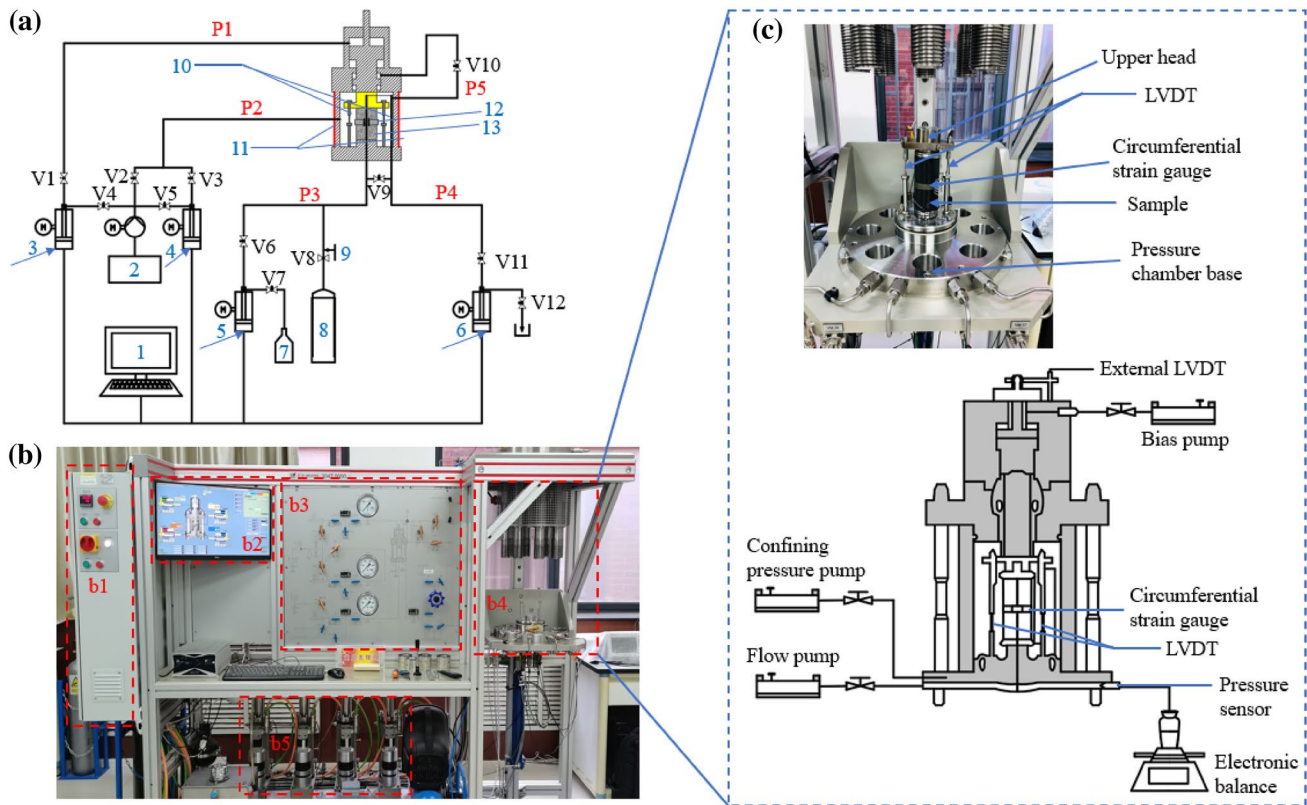 (a)
P1
V10
10
P5
P2
12
13
11
V1
V2
V3
V4
V5
V9
P3
P4
M
3
M
4
2
V6
V8
9
V11
V7
V12
M
5
7
8
M
6
1
(b)
b1
b2
b3
b4
b5
(c)
Upper head
LVDT
Circumferential
strain gauge
Sample
Pressure
chamber base
External LVDT
Bias pump
Confining
pressure pump
Flow pump
Circumferential
strain gauge
LVDT
Pressure
sensor
Electronic
balance